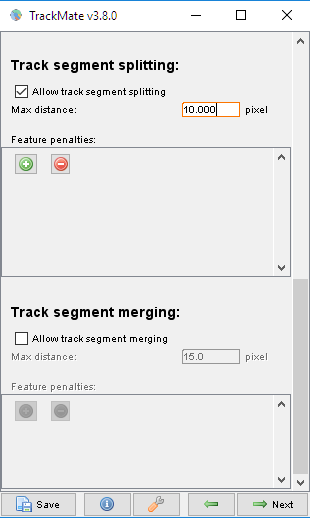 TrackMate v3.8.0
Track segment splitting:
Allow track segment splitting
Max distance: 10.000 pixel
Feature penalties:
Track segment merging:
Allow track segment merging
Max distance: 15.0 pixel
Feature penalties:
Save Next